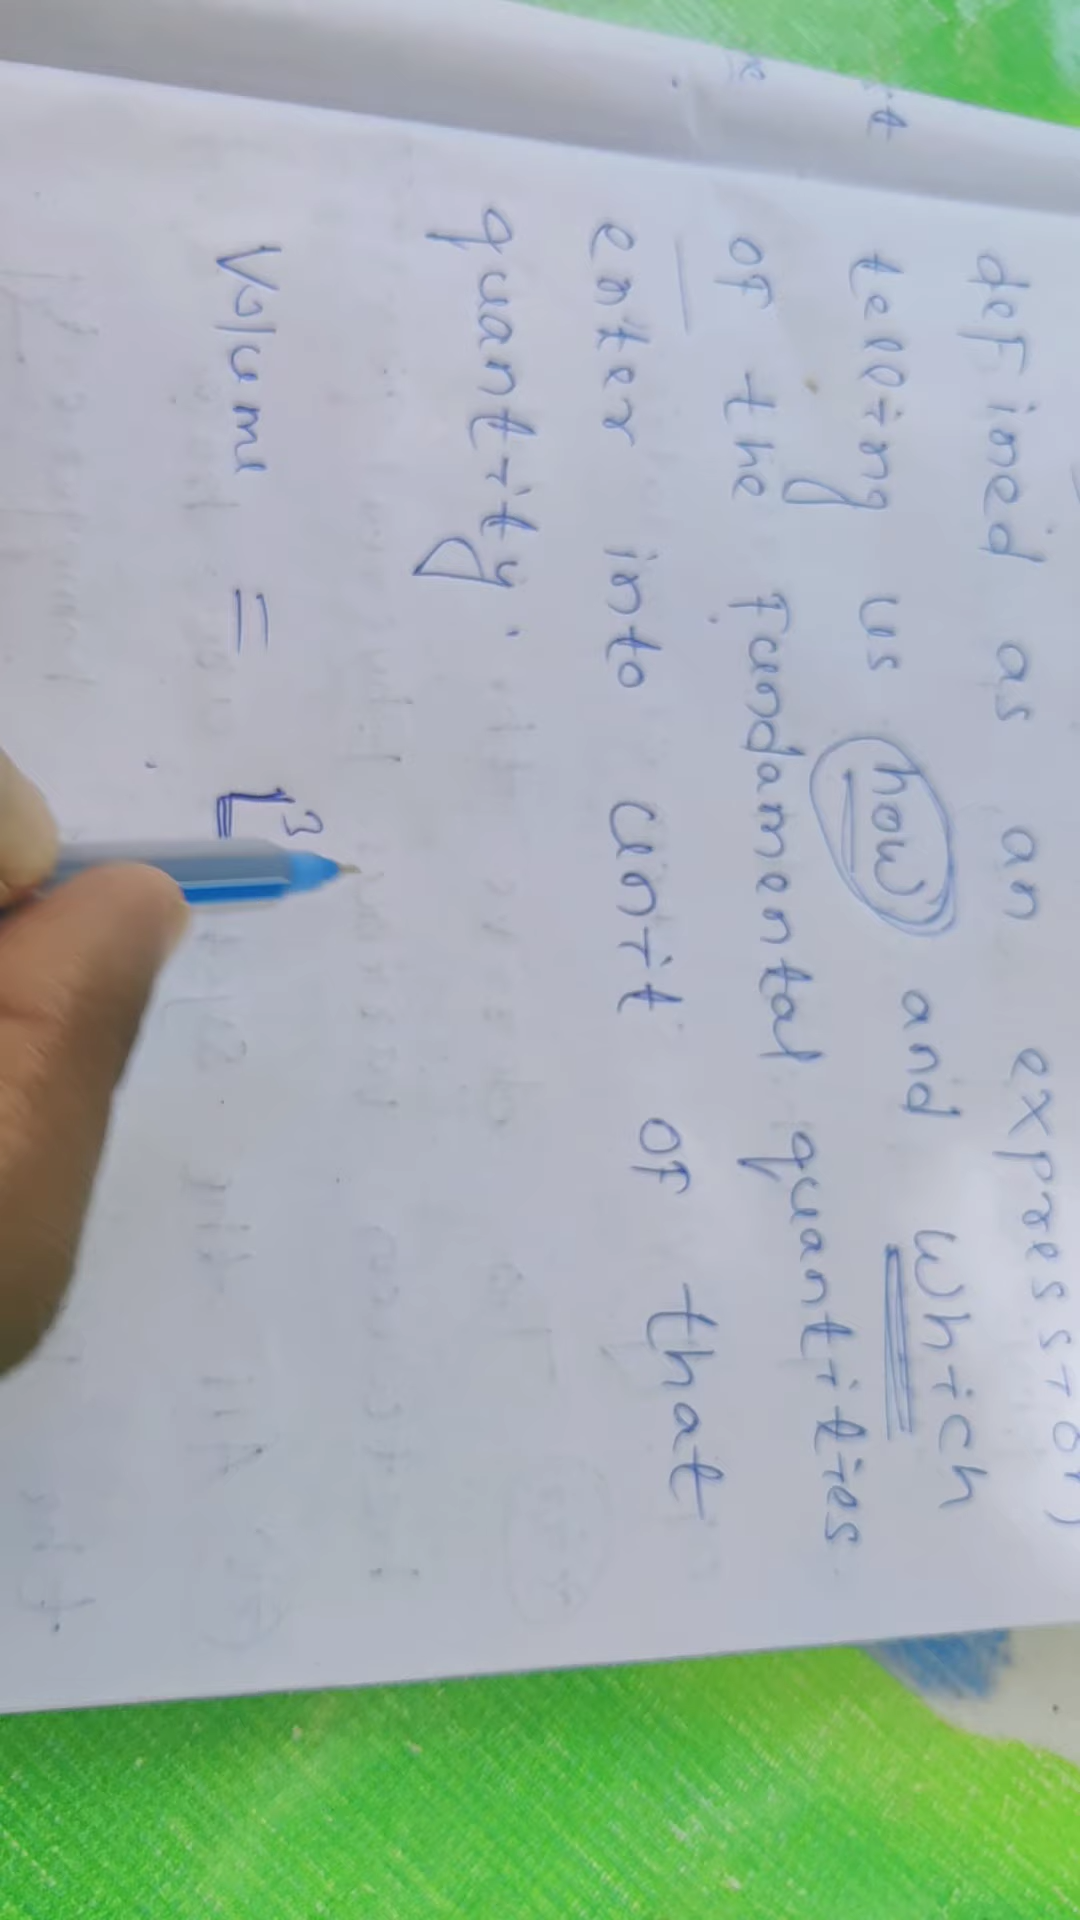 defined as an expression
telling us how and which
of the fundamental quantities
enter into unit of that
quantity.
Volume = L³